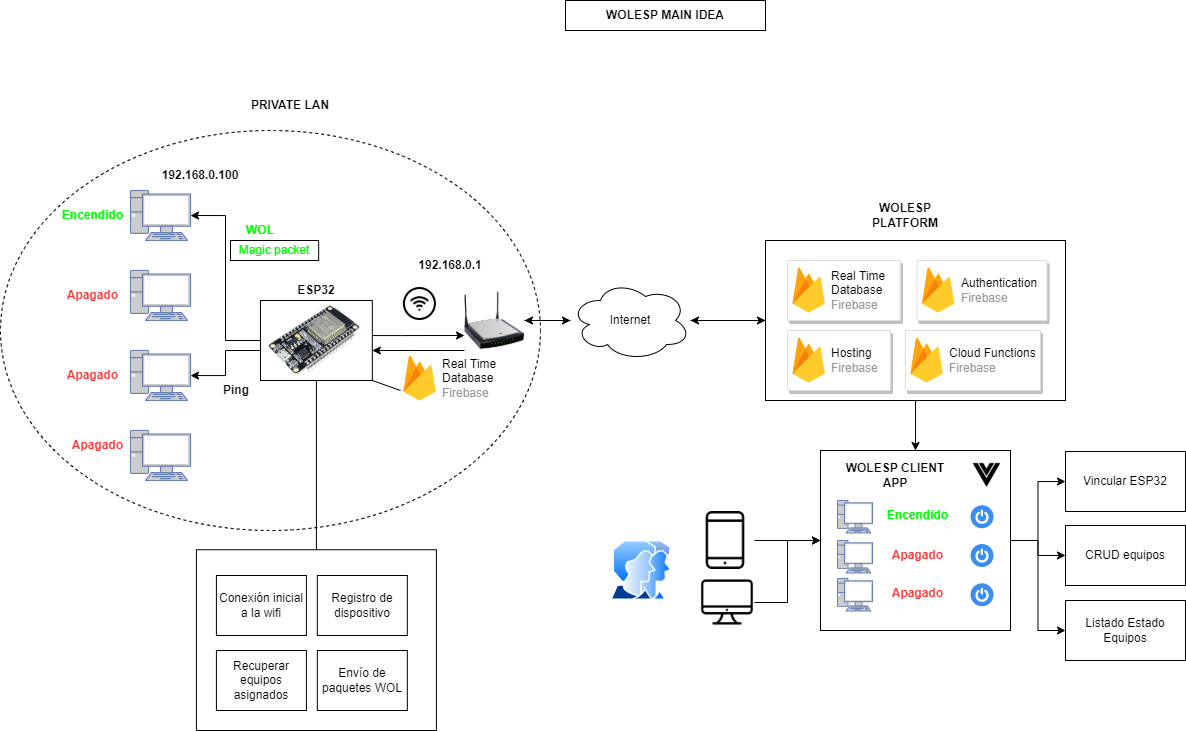 WOLESP MAIN IDEA
PRIVATE LAN
192.168.0.100
Encendido
WOL
Magic packet
Apagado
ESP32
192.168.0.1
Apagado
Ping
Real Time
Database
Firebase
Apagado
Internet
WOLESP
PLATFORM
Real Time
Database
Firebase
Authentication
Firebase
Hosting
Firebase
Cloud Functions
Firebase
WOLESP CLIENT
APP
Encendido
Apagado
Apagado
Vincular ESP32
CRUD equipos
Listado Estado
Equipos
Conexión inicial
a la wifi
Registro de
dispositivo
Recuperar
equipos
asignados
Envío de
paquetes WOL